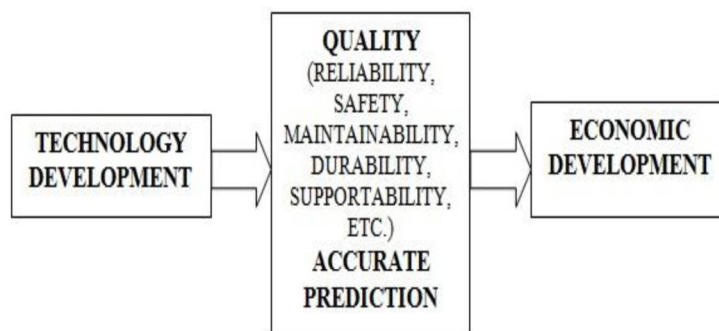 TECHNOLOGY
DEVELOPMENT
QUALITY
(RELIABILITY,
SAFETY,
MAINTAINABILITY,
DURABILITY,
SUPPORTABILITY,
ETC.)
ACCURATE
PREDICTION
ECONOMIC
DEVELOPMENT